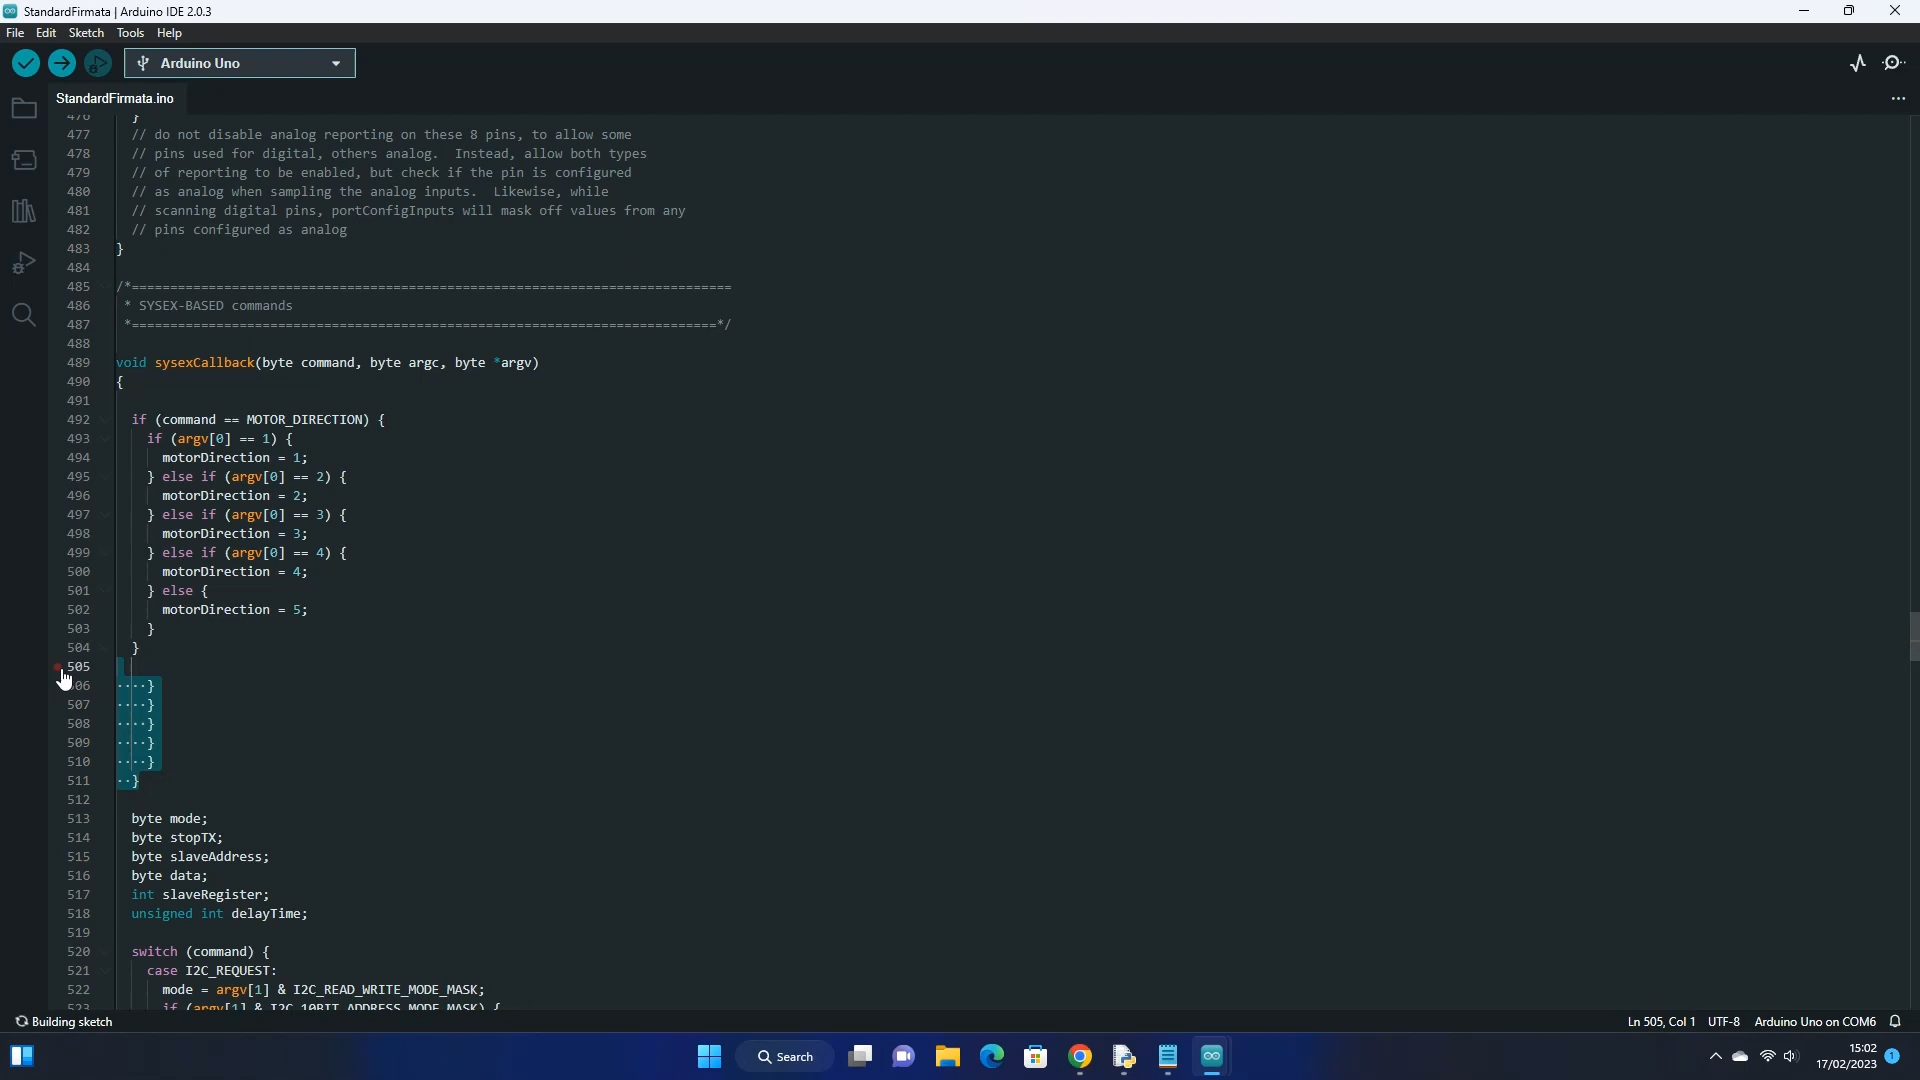 StandardFirmata | Arduino IDE 2.0.3
File Edit Sketch Tools Help
Arduino Uno
StandardFirmata.ino
476 }
477 // do not disable analog reporting on these 8 pins, to allow some
478 // pins used for digital, others analog. Instead, allow both types
479 // of reporting to be enabled, but check if the pin is configured
480 // as analog when sampling the analog inputs. Likewise, while
481 // scanning digital pins, portConfigInputs will mask off values from any
482 // pins configured as analog
483 }
484
485 /*==============================================================================
486 * SYSEX-BASED commands
487 *============================================================================*/
488
489 void sysexCallback(byte command, byte argc, byte *argv)
490 {
491
492 if (command == MOTOR_DIRECTION) {
493 if (argv[0] == 1) {
494 motorDirection = 1;
495 } else if (argv[0] == 2) {
496 motorDirection = 2;
497 } else if (argv[0] == 3) {
498 motorDirection = 3;
499 } else if (argv[0] == 4) {
500 motorDirection = 4;
501 } else {
502 motorDirection = 5;
503 }
504 }
505
506 }
507 }
508 }
509 }
510 }
511 }
512
513 byte mode;
514 byte stopTX;
515 byte slaveAddress;
516 byte data;
517 int slaveRegister;
518 unsigned int delayTime;
519
520 switch (command) {
521 case I2C_REQUEST:
522 mode = argv[1] & I2C_READ_WRITE_MODE_MASK;
523 if (argv[1] & I2C_10BIT_ADDRESS_MODE_MASK) {
Building sketch
Ln 505, Col 1 UTF-8 Arduino Uno on COM6
Search
15:02
17/02/2023 1